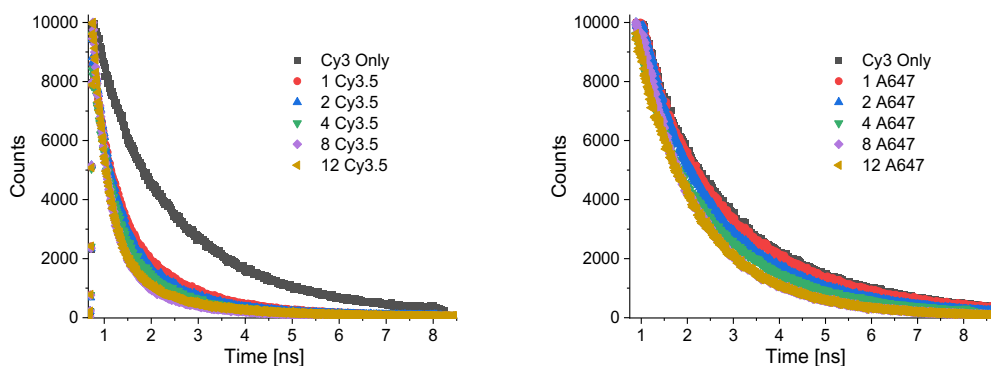 10000
8000
6000
4000
2000
0
Counts
1 2 3 4 5 6 7 8
Time [ns]
Cy3 Only
1 Cy3.5
2 Cy3.5
4 Cy3.5
8 Cy3.5
12 Cy3.5
10000
8000
6000
4000
2000
0
Counts
1 2 3 4 5 6 7 8
Time [ns]
Cy3 Only
1 A647
2 A647
4 A647
8 A647
12 A647